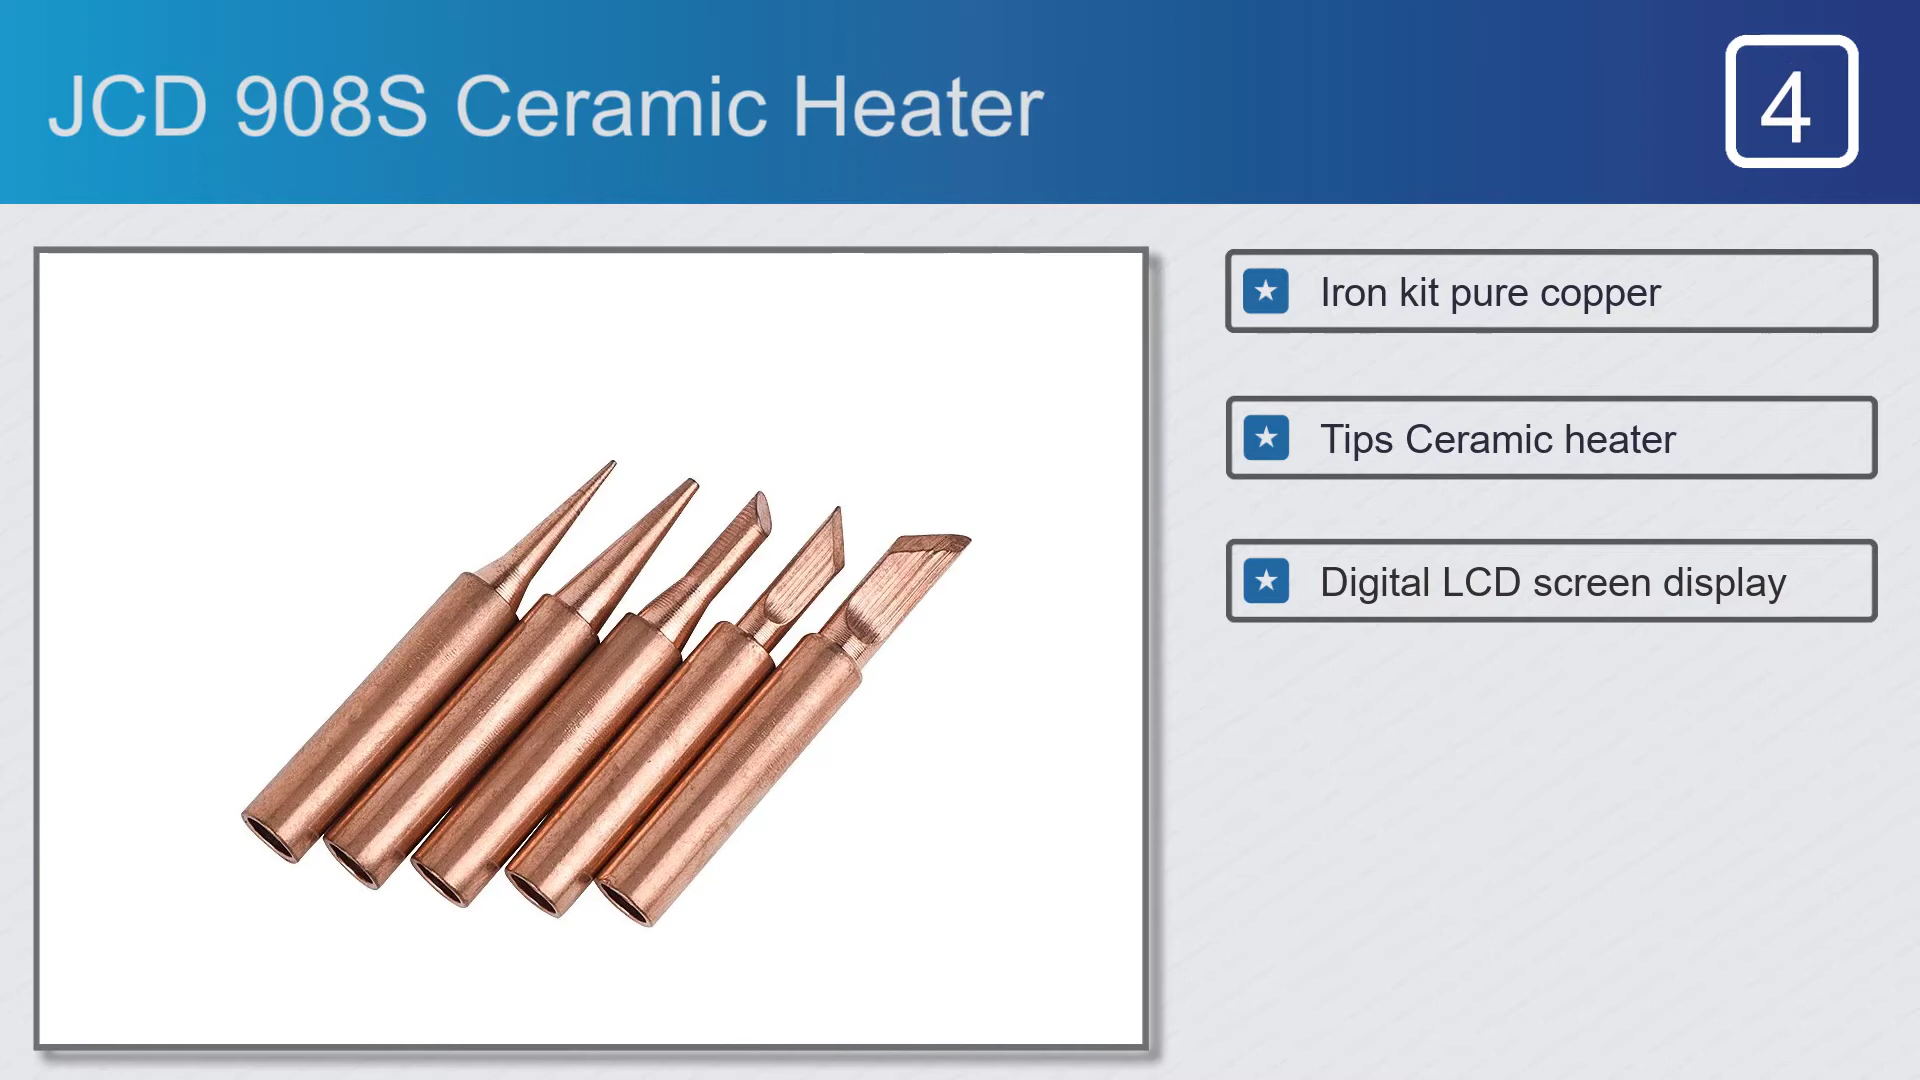 JCD 908S Ceramic Heater
4
Iron kit pure copper
Tips Ceramic heater
Digital LCD screen display